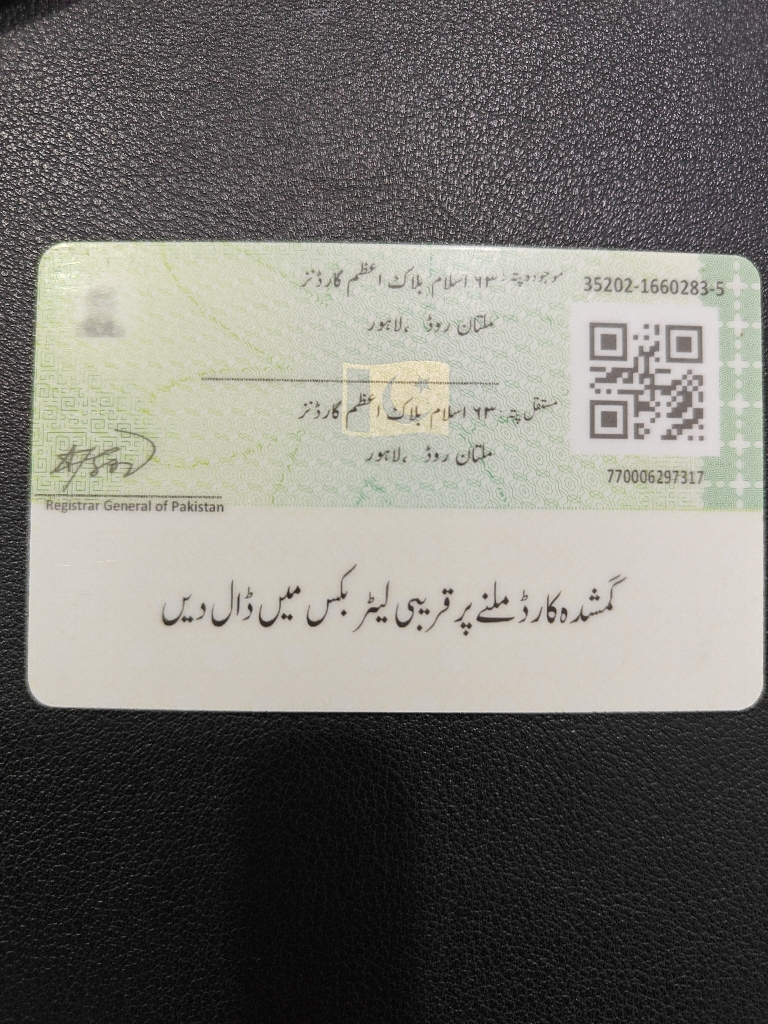 موجودہ پتہ: ۶۳ اسلام بلاک اعظم گارڈنز
ملتان روڈ ،لاہور
35202-1660283-5
مستقل پتہ: ۶۳ اسلام بلاک اعظم گارڈنز
ملتان روڈ ،لاہور
770006297317
Registrar General of Pakistan
گمشدہ کارڈ ملنے پر قریبی لیٹر بکس میں ڈال دیں